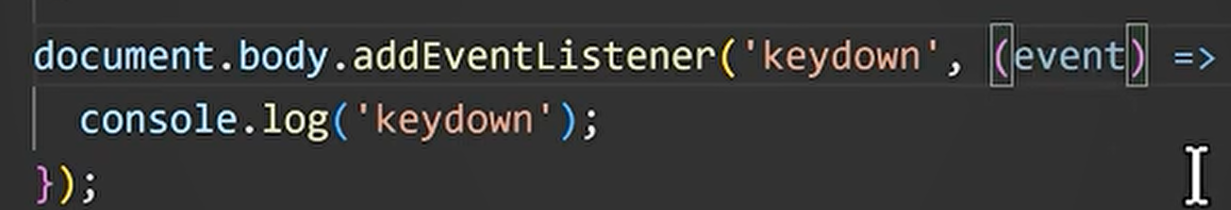 document.body.addEventListener('keydown', (event) =>
  console.log('keydown');
});